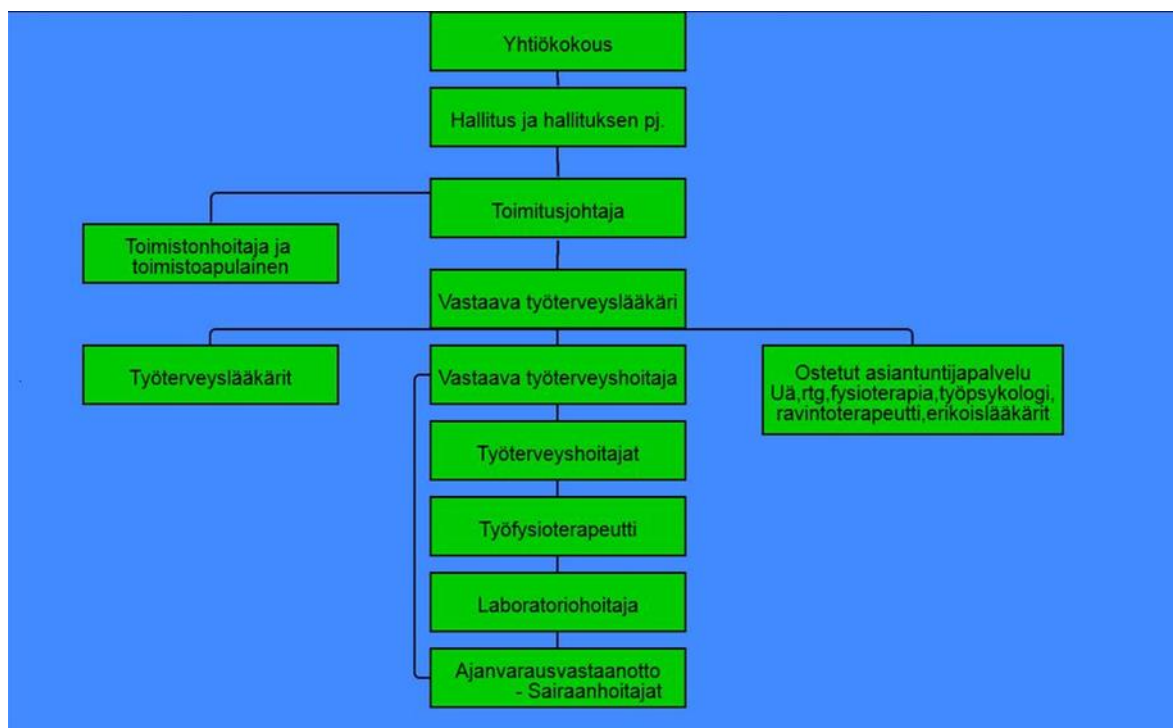 Yhtiökokous
Hallitus ja hallituksen pj.
Toimitusjohtaja
Toimistonhoitaja ja
toimistoapulainen
Vastaava työterveyslääkäri
Työterveyslääkärit
Vastaava työterveyshoitaja
Ostetut asiantuntijapalvelu
Uä,rtg,fysioterapia,työpsykologi,
ravintoterapeutti,erikoislääkärit
Työterveyshoitajat
Työfysioterapeutti
Laboratoriohoitaja
Ajanvarausvastaanotto
- Sairaanhoitajat